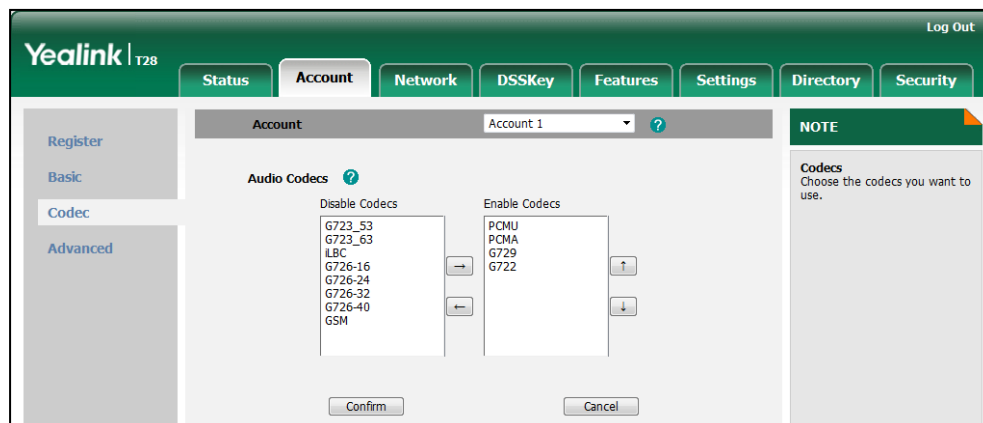 Log Out
Yealink T28
Status Account Network DSSKey Features Settings Directory Security
Register
Basic
Codec
Advanced
Account Account 1 ?
Audio Codecs ?
Disable Codecs
G723_53
G723_63
iLBC
G726-16
G726-24
G726-32
G726-40
GSM
→
←
Enable Codecs
PCMU
PCMA
G729
G722
↑
↓
Confirm Cancel
NOTE
Codecs
Choose the codecs you want to
use.